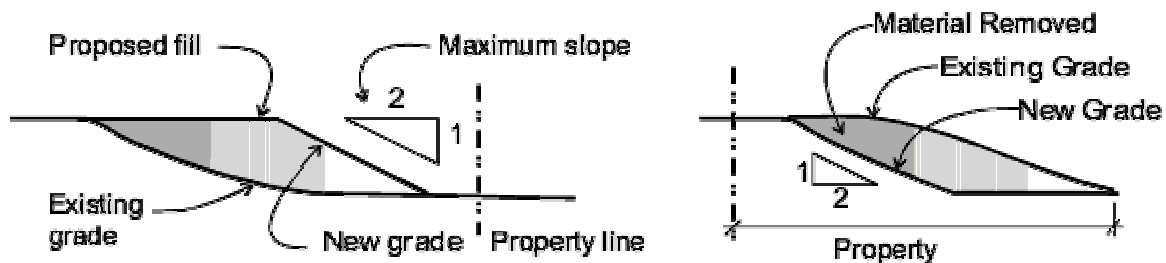 Proposed fill
Maximum slope
2
1
Existing
grade
New grade
Property line
Material Removed
Existing Grade
New Grade
1
2
Property